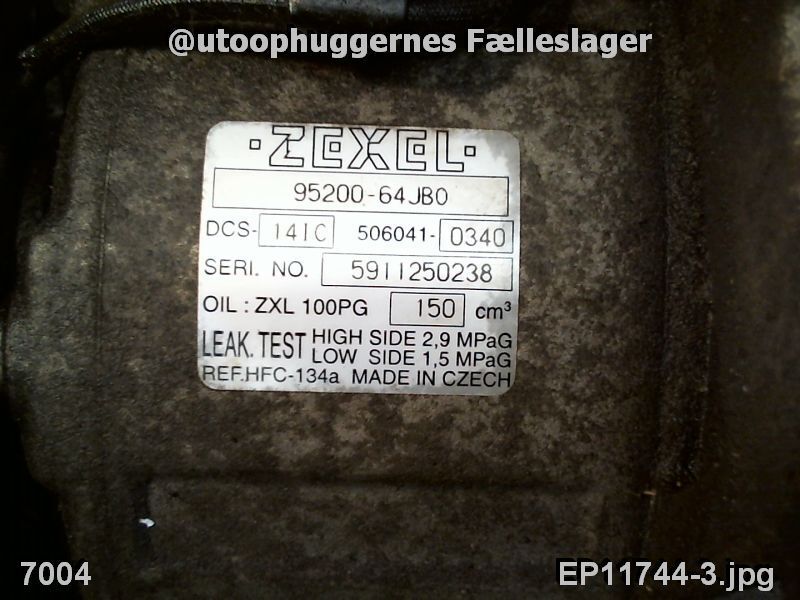 @utoophuggernes Fælleslager
·ZEXEL·
95200-64JB0
DCS- 141C 506041- 0340
SERI. NO. 5911250238
OIL : ZXL 100PG 150 cm³
LEAK. TEST HIGH SIDE 2,9 MPaG
LOW SIDE 1,5 MPaG
REF.HFC-134a MADE IN CZECH
7004
EP11744-3.jpg